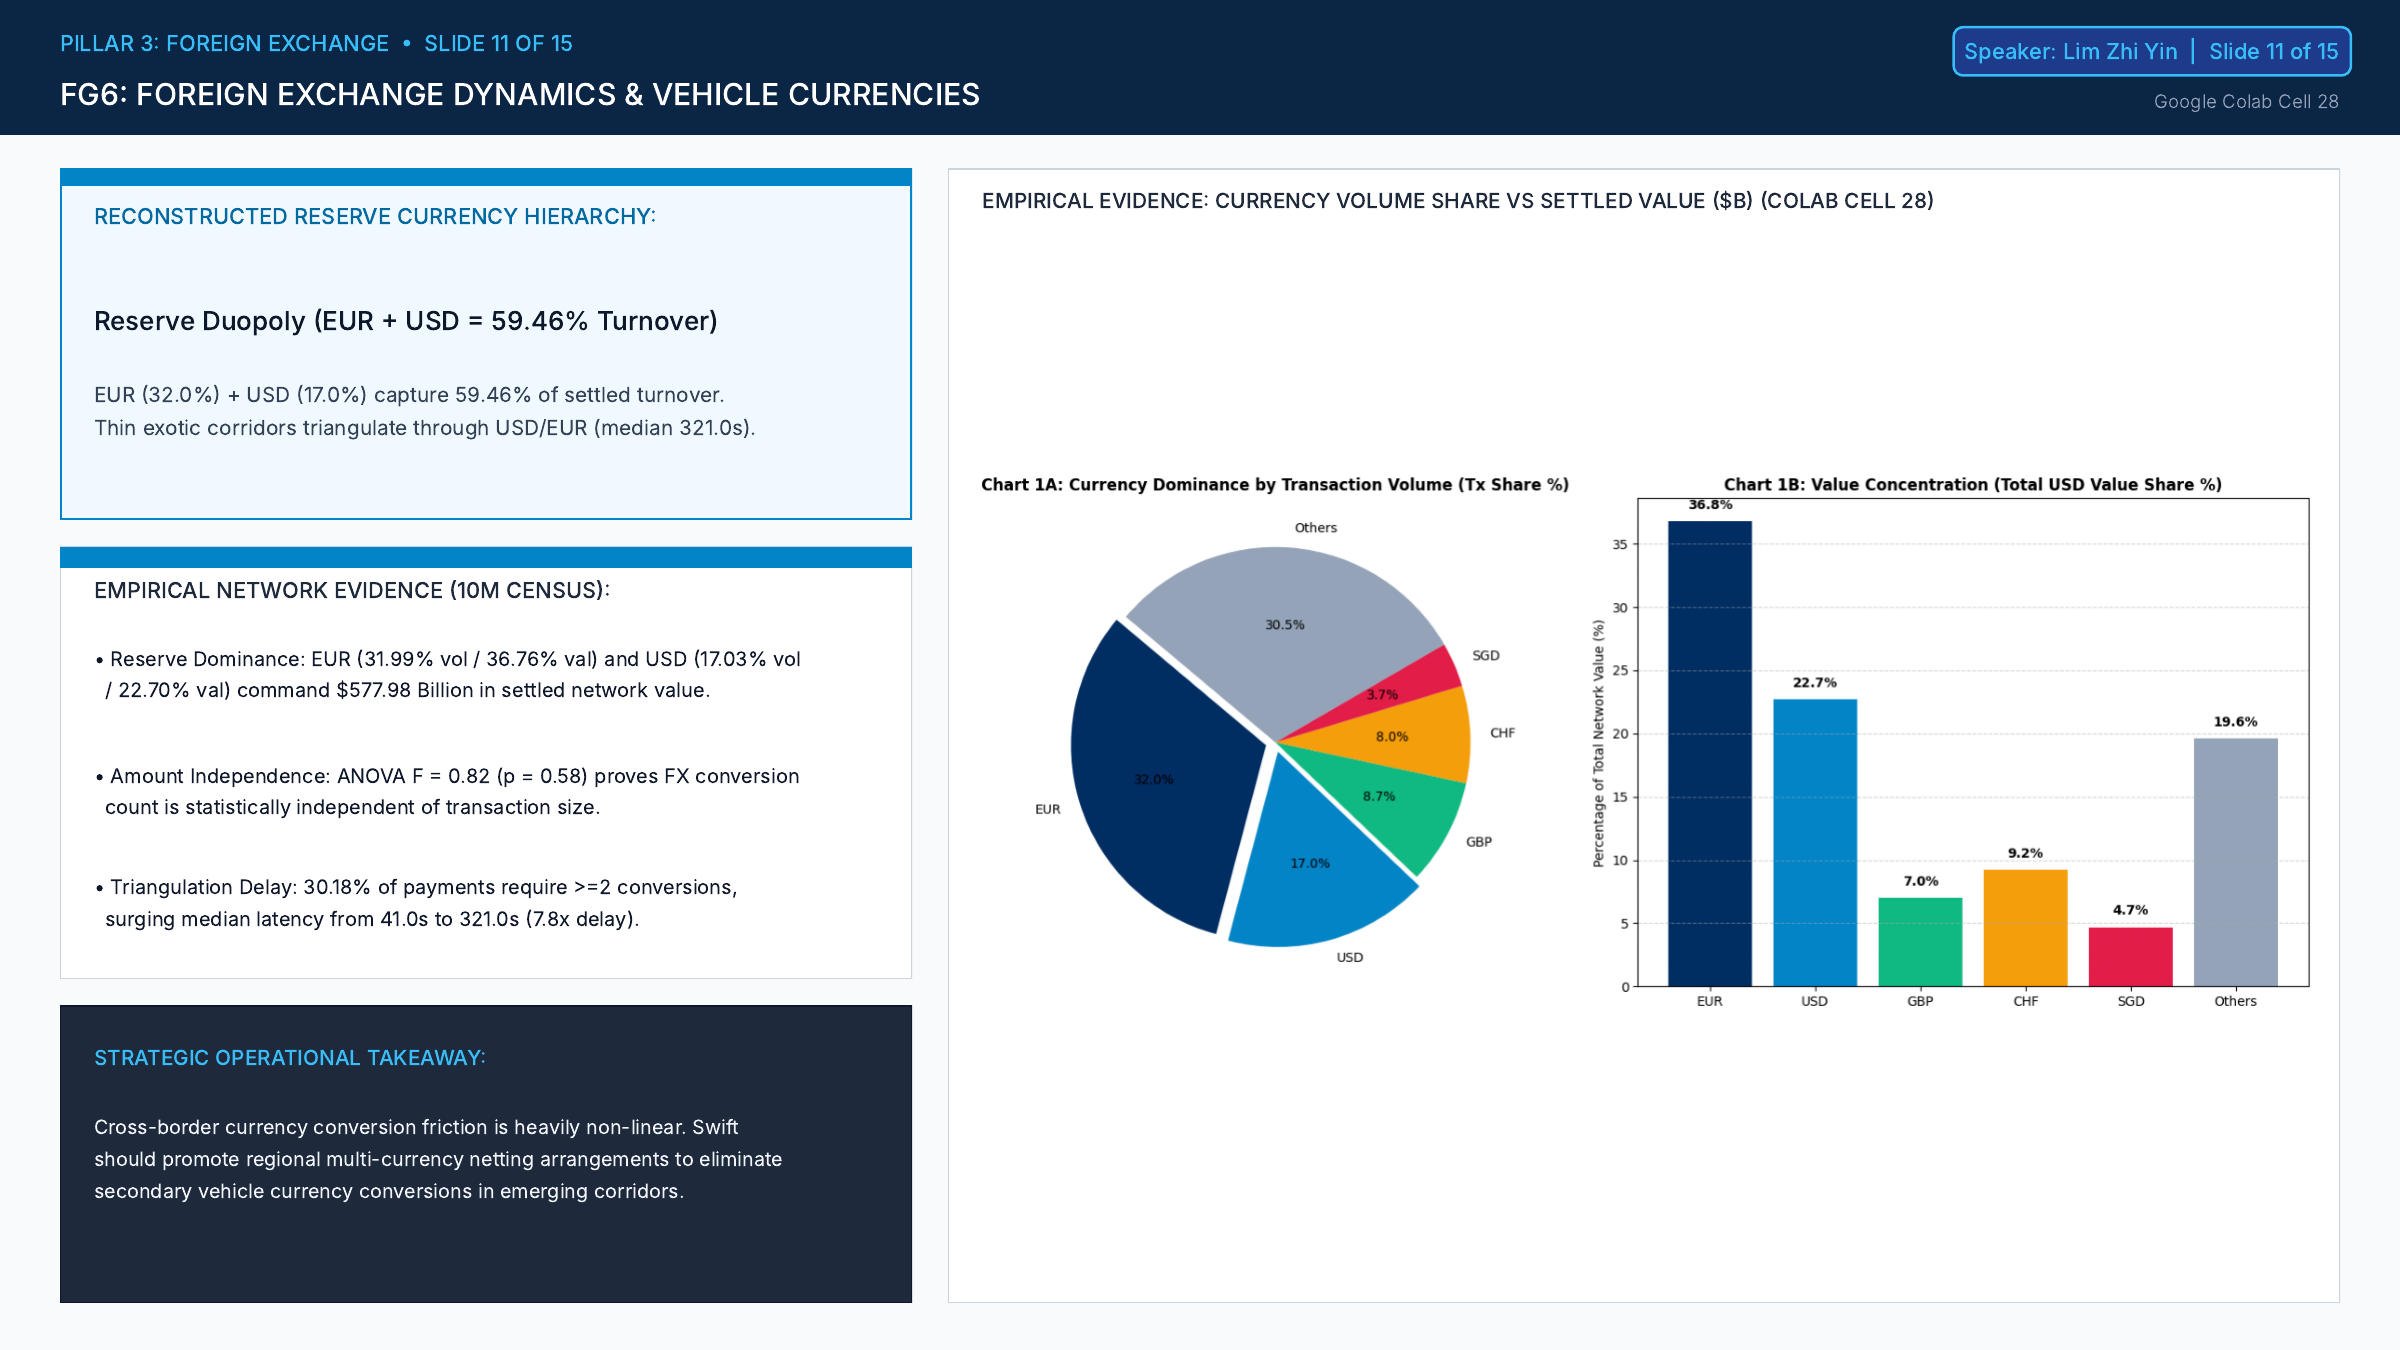 PILLAR 3: FOREIGN EXCHANGE • SLIDE 11 OF 15
FG6: FOREIGN EXCHANGE DYNAMICS & VEHICLE CURRENCIES
Speaker: Lim Zhi Yin | Slide 11 of 15
Google Colab Cell 28
RECONSTRUCTED RESERVE CURRENCY HIERARCHY:
Reserve Duopoly (EUR + USD = 59.46% Turnover)
EUR (32.0%) + USD (17.0%) capture 59.46% of settled turnover.
Thin exotic corridors triangulate through USD/EUR (median 321.0s).
EMPIRICAL NETWORK EVIDENCE (10M CENSUS):
• Reserve Dominance: EUR (31.99% vol / 36.76% val) and USD (17.03% vol
/ 22.70% val) command $577.98 Billion in settled network value.
• Amount Independence: ANOVA F = 0.82 (p = 0.58) proves FX conversion
count is statistically independent of transaction size.
• Triangulation Delay: 30.18% of payments require >=2 conversions,
surging median latency from 41.0s to 321.0s (7.8x delay).
STRATEGIC OPERATIONAL TAKEAWAY:
Cross-border currency conversion friction is heavily non-linear. Swift
should promote regional multi-currency netting arrangements to eliminate
secondary vehicle currency conversions in emerging corridors.
EMPIRICAL EVIDENCE: CURRENCY VOLUME SHARE VS SETTLED VALUE ($B) (COLAB CELL 28)
Chart 1A: Currency Dominance by Transaction Volume (Tx Share %)
Others
30.5%
SGD
3.7%
CHF
8.0%
GBP
8.7%
USD
17.0%
EUR
32.0%
Chart 1B: Value Concentration (Total USD Value Share %)
Percentage of Total Network Value (%)
35
30
25
20
15
10
5
0
36.8%
22.7%
7.0%
9.2%
4.7%
19.6%
EUR
USD
GBP
CHF
SGD
Others